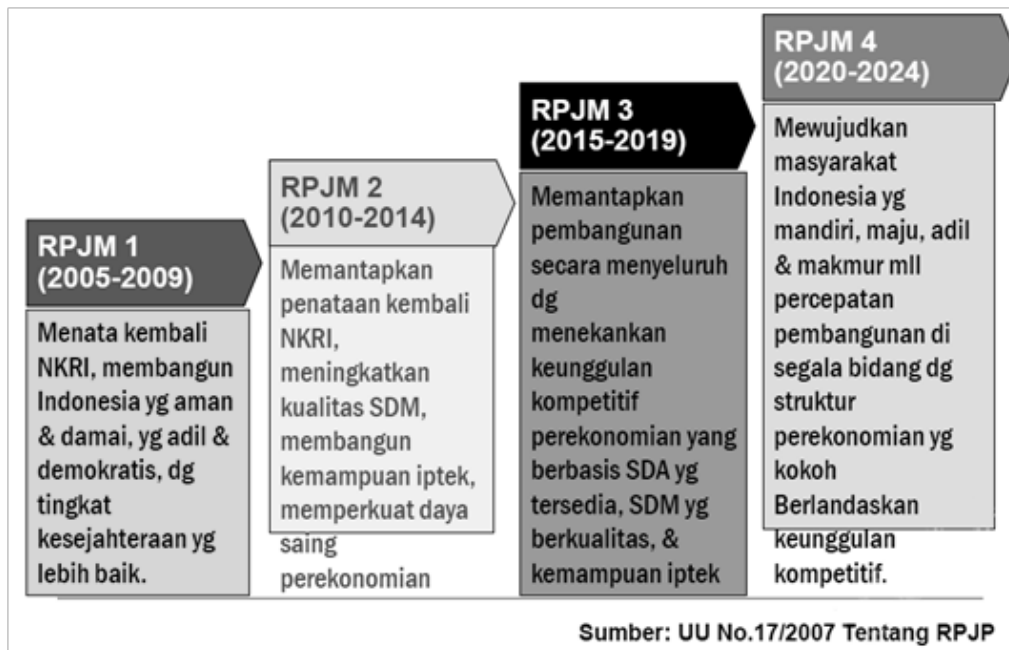 RPJM 1
(2005-2009)
Menata kembali
NKRI, membangun
Indonesia yg aman
& damai, yg adil &
demokratis, dg
tingkat
kesejahteraan yg
lebih baik.
RPJM 2
(2010-2014)
Memantapkan
penataan kembali
NKRI,
meningkatkan
kualitas SDM,
membangun
kemampuan iptek,
memperkuat daya
saing
perekonomian
RPJM 3
(2015-2019)
Memantapkan
pembangunan
secara menyeluruh
dg
menekankan
keunggulan
kompetitif
perekonomian yang
berbasis SDA yg
tersedia, SDM yg
berkualitas, &
kemampuan iptek
RPJM 4
(2020-2024)
Mewujudkan
masyarakat
Indonesia yg
mandiri, maju, adil
& makmur mll
percepatan
pembangunan di
segala bidang dg
struktur
perekonomian yg
kokoh
Berlandaskan
keunggulan
kompetitif.
Sumber: UU No.17/2007 Tentang RPJP